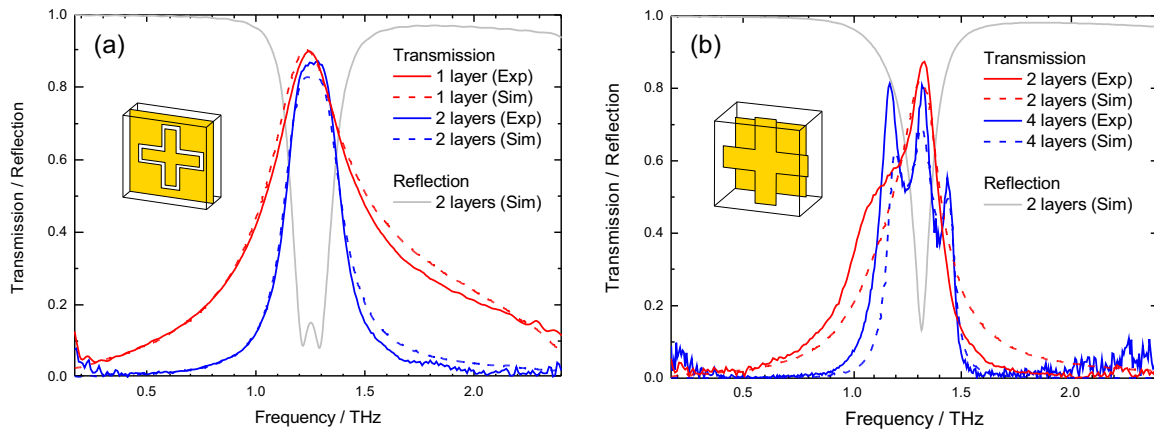 (a)
Transmission
1 layer (Exp)
1 layer (Sim)
2 layers (Exp)
2 layers (Sim)
Reflection
2 layers (Sim)
Transmission / Reflection
1.0
0.8
0.6
0.4
0.2
0.0
0.5
1.0
1.5
2.0
Frequency / THz
(b)
Transmission
2 layers (Exp)
2 layers (Sim)
4 layers (Exp)
4 layers (Sim)
Reflection
2 layers (Sim)
Transmission / Reflection
1.0
0.8
0.6
0.4
0.2
0.0
0.5
1.0
1.5
2.0
Frequency / THz